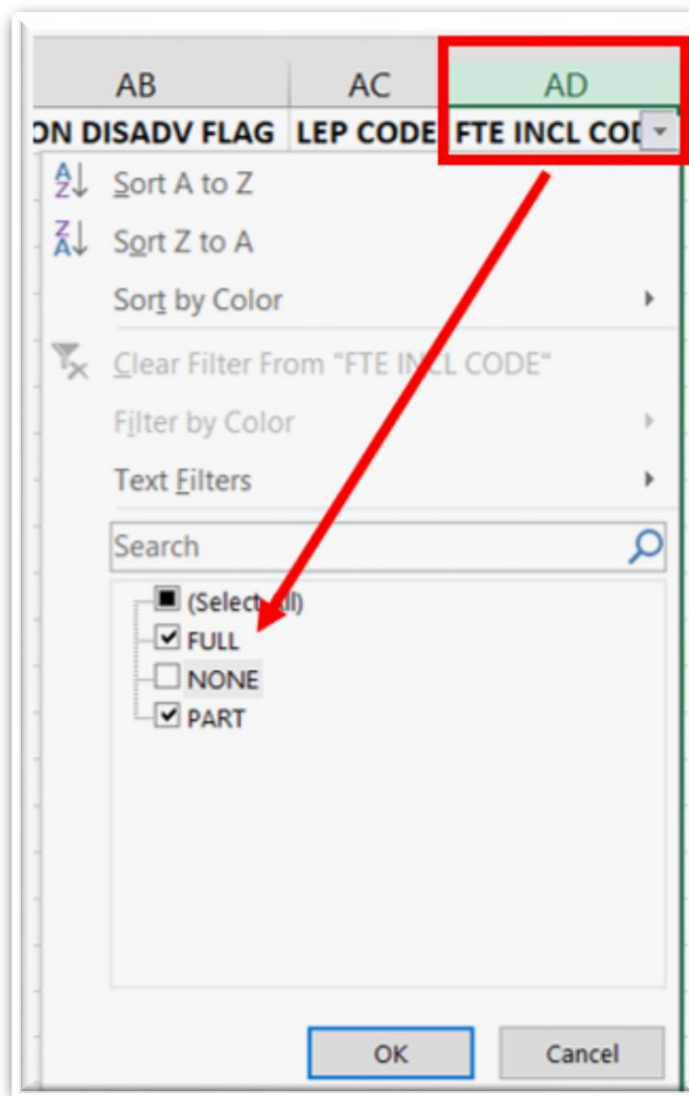 AB AC AD
ON DISADV FLAG LEP CODE FTE INCL COD
Sort A to Z
Sort Z to A
Sort by Color
Clear Filter From "FTE INCL CODE"
Filter by Color
Text Filters
Search
(Select All)
FULL
NONE
PART
OK Cancel